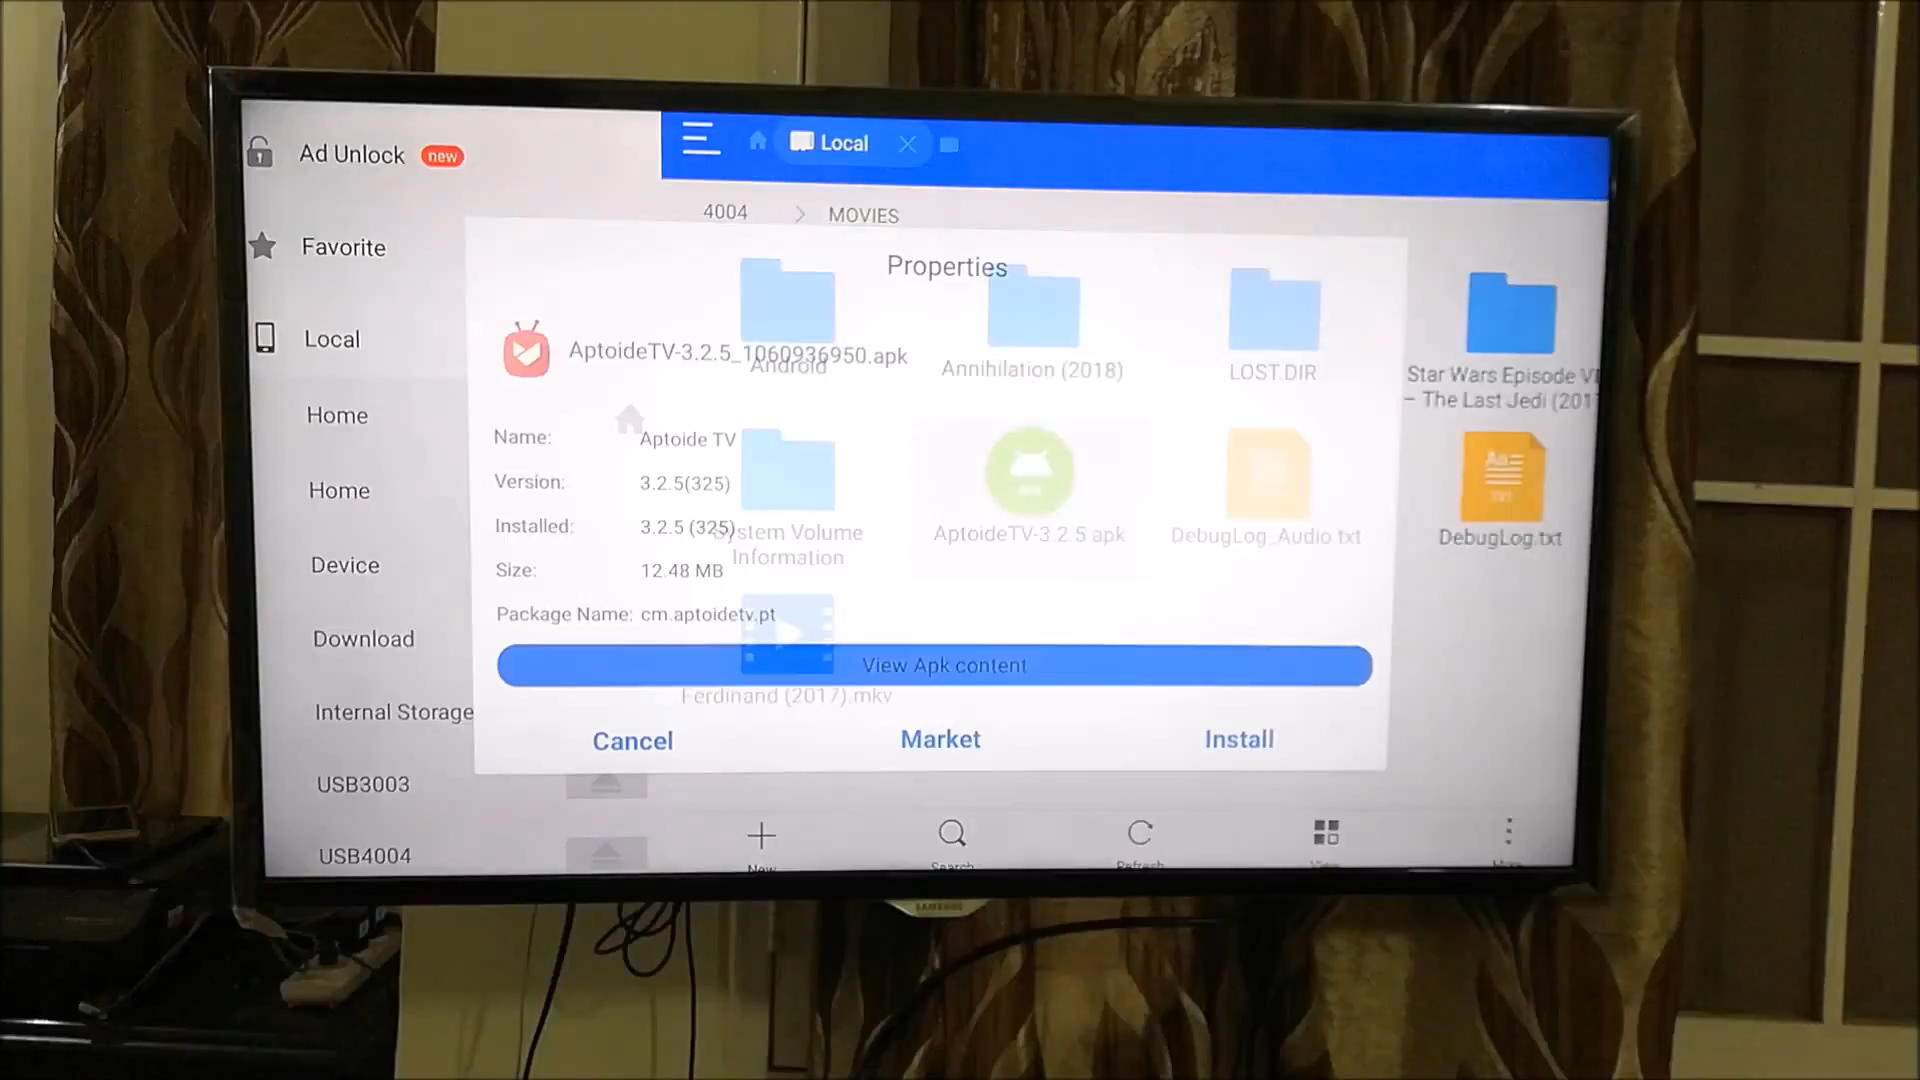 Ad Unlock new
Favorite
Local
Home
Home
Device
Download
Internal Storage
USB3003
USB4004
Local
4004 > MOVIES
Properties
AptoideTV-3.2.5_1060936950.apk
Name: Aptoide TV
Version: 3.2.5(325)
Installed: 3.2.5 (325)
Size: 12.48 MB
Package Name: cm.aptoidetv.pt
View Apk content
Cancel Market Install
Android
Annihilation (2018)
LOST.DIR
Star Wars Episode
– The Last Jedi
System Volume
Information
AptoideTV-3.2.5.apk
DebugLog_Audio.txt
DebugLog.txt
Ferdinand (2017).mkv
New
Search
Refresh
SAMSUNG